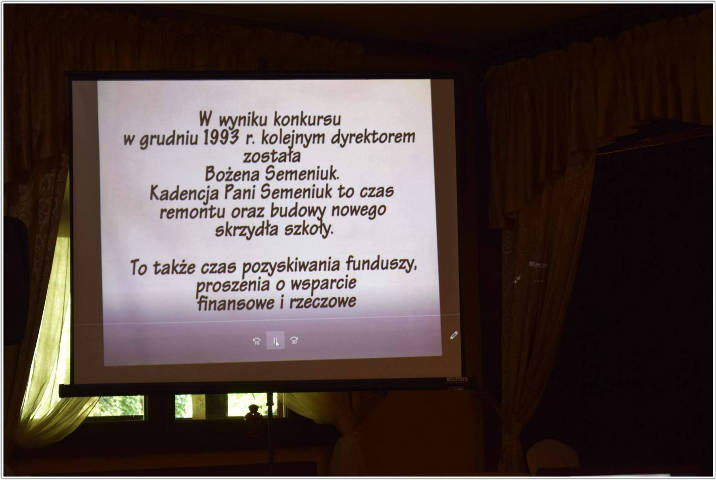 W wyniku konkursu
w grudniu 1993 r. kolejnym dyrektorem
została
Bożena Semeniuk.
Kadencja Pani Semeniuk to czas
remontu oraz budowy nowego
skrzydła szkoły.
To także czas pozyskiwania funduszy,
proszenia o wsparcie
finansowe i rzeczowe